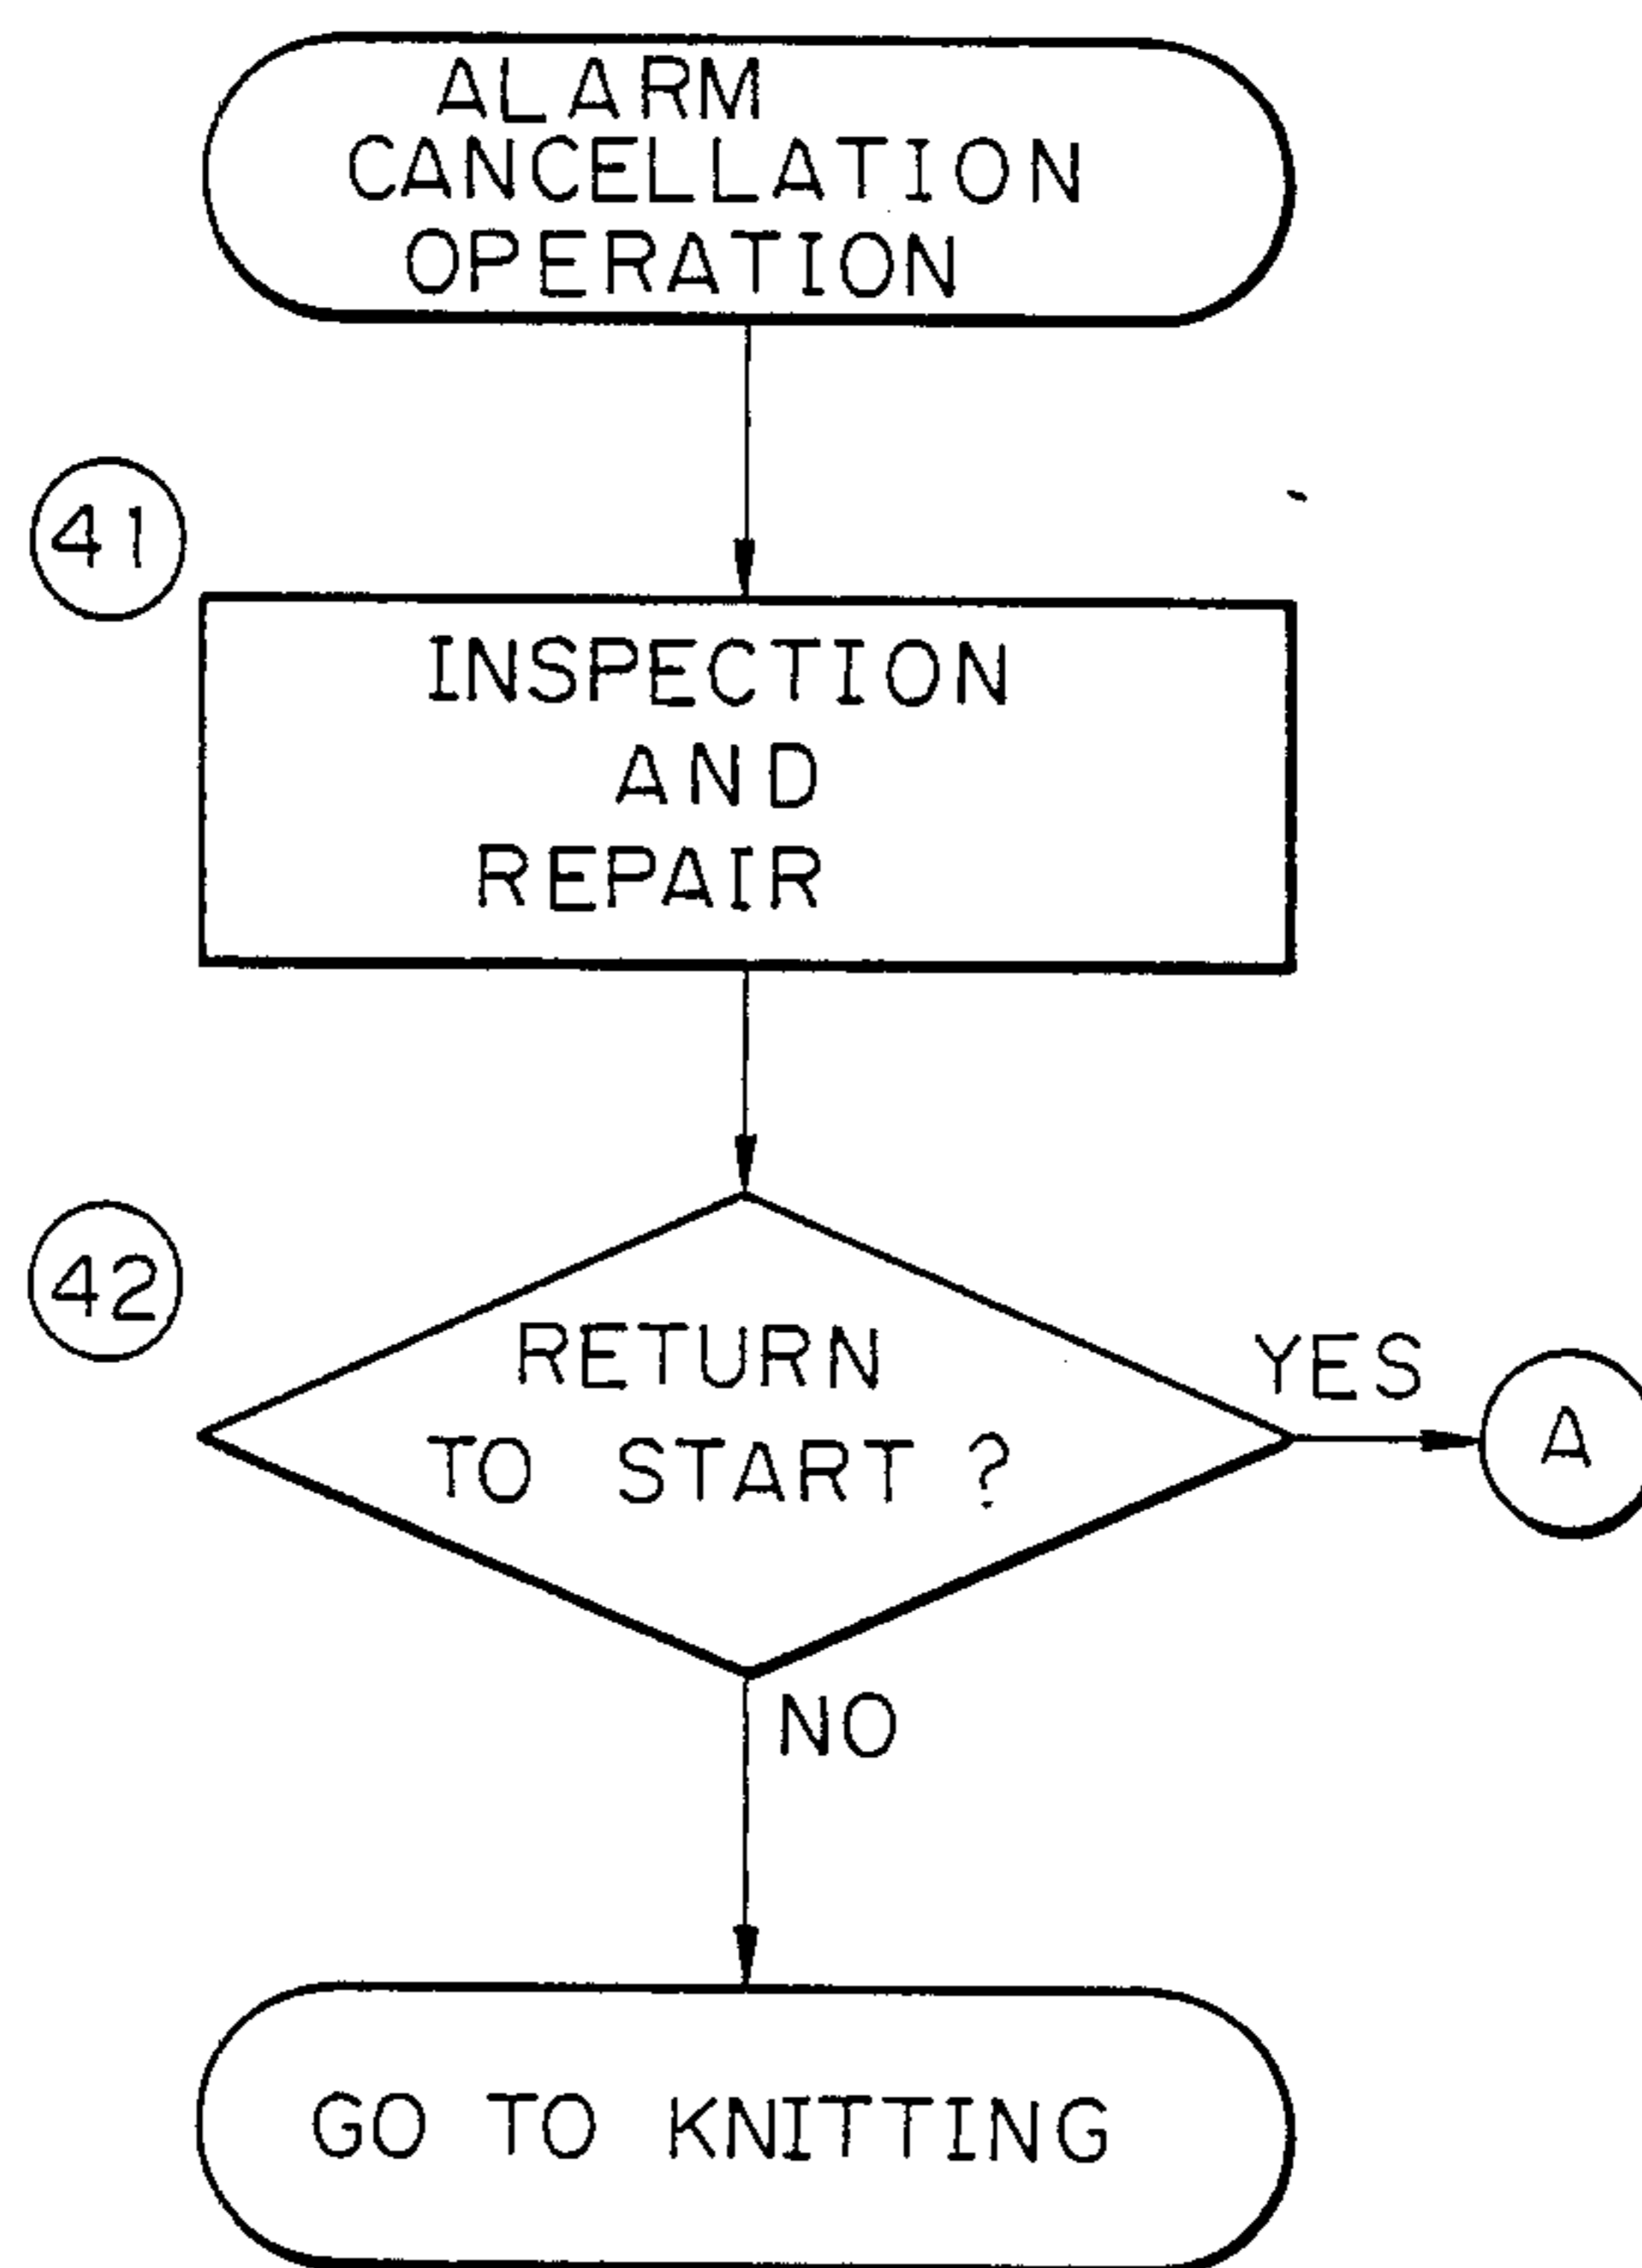 ALARM
CANCELLATION
OPERATION
41
INSPECTION
AND
REPAIR
42
RETURN
TO START ?
YES
A
NO
GO TO KNITTING